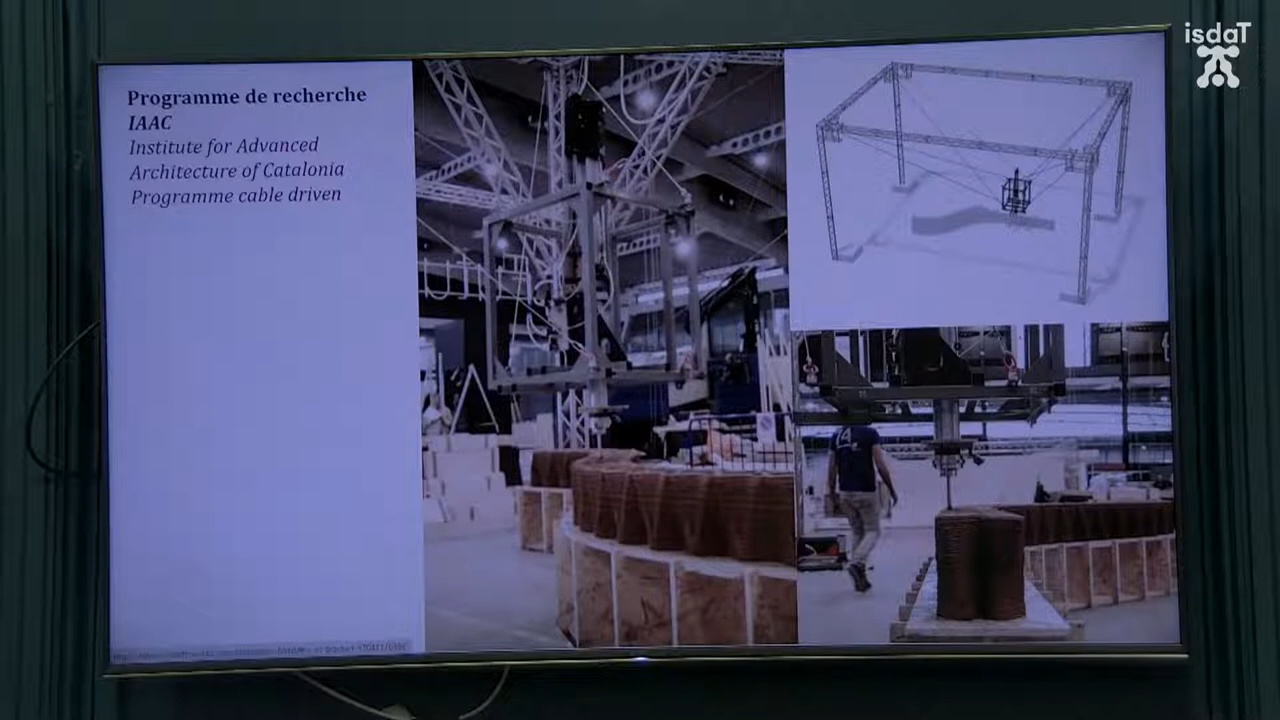 isdaT
Programme de recherche
IAAC
Institute for Advanced
Architecture of Catalonia
Programme cable driven